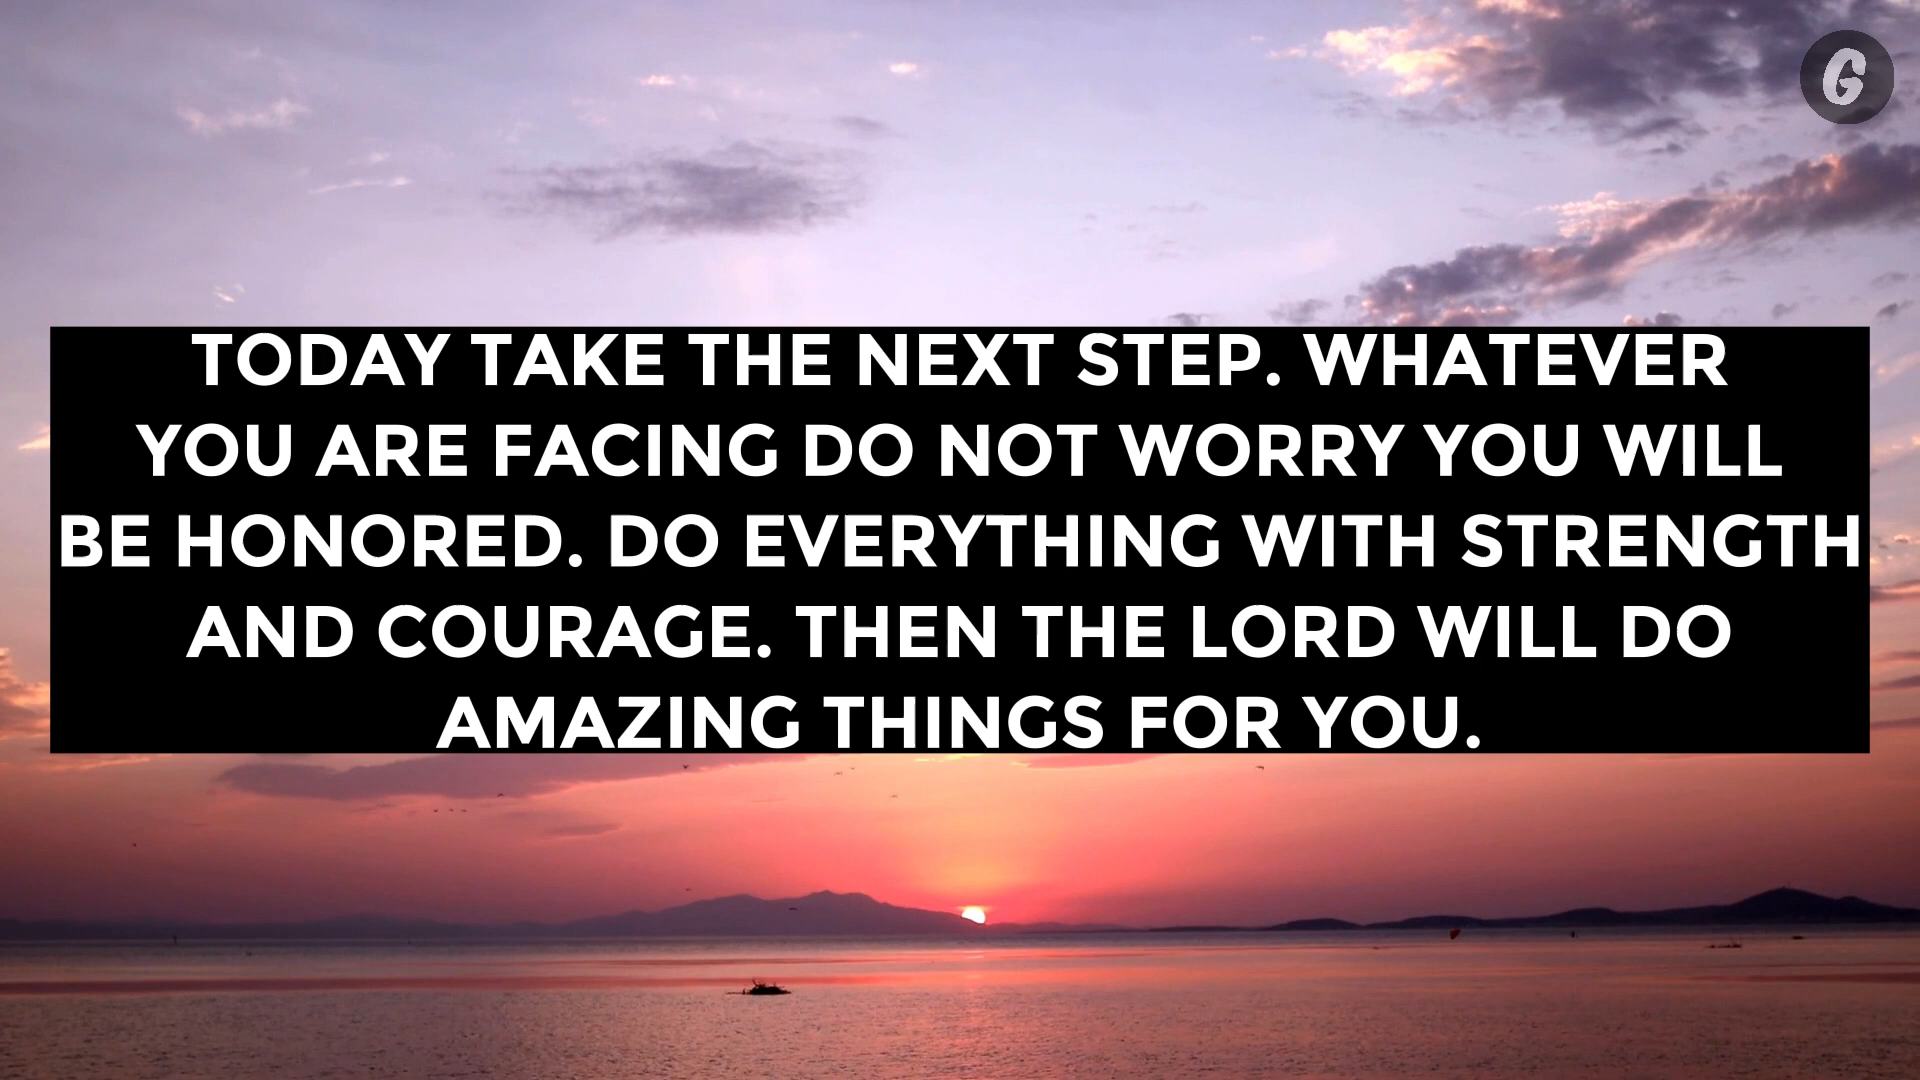 G
TODAY TAKE THE NEXT STEP. WHATEVER
YOU ARE FACING DO NOT WORRY YOU WILL
BE HONORED. DO EVERYTHING WITH STRENGTH
AND COURAGE. THEN THE LORD WILL DO
AMAZING THINGS FOR YOU.